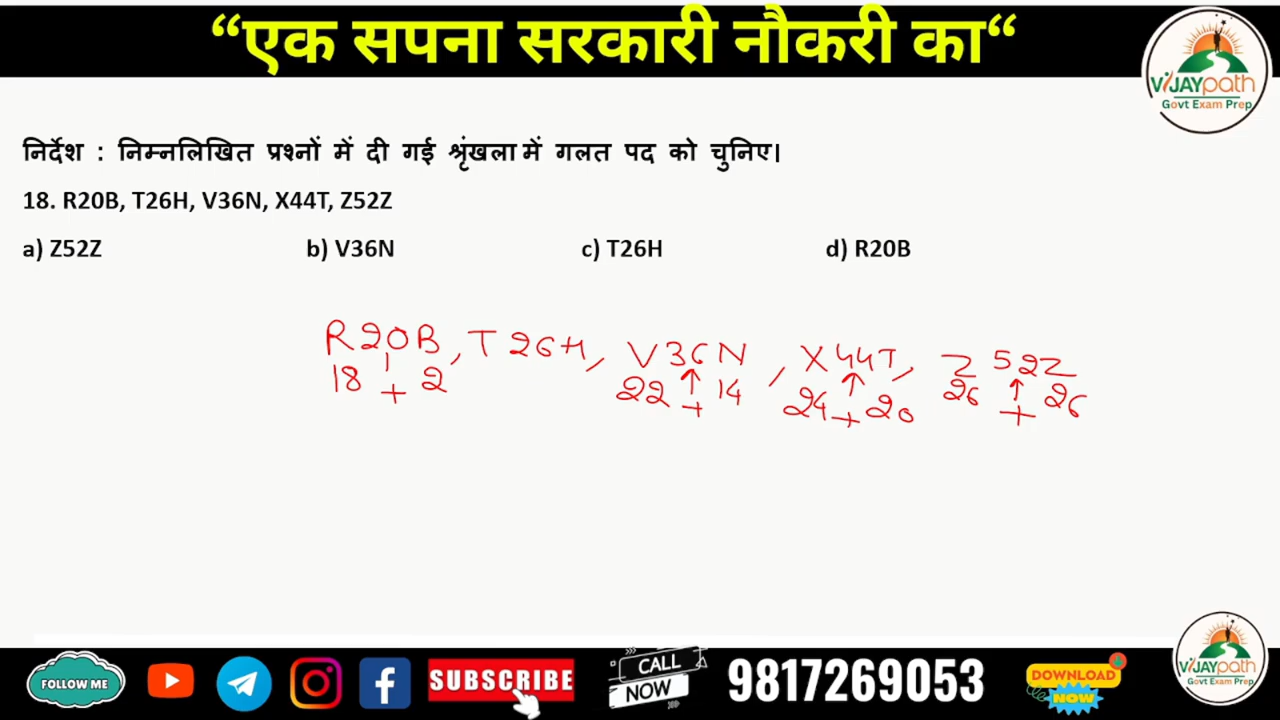 “एक सपना सरकारी नौकरी का“
VIJAYpath
Govt Exam Prep
निर्देश : निम्नलिखित प्रश्नों में दी गई श्रृंखला में गलत पद को चुनिए।
18. R20B, T26H, V36N, X44T, Z52Z
a) Z52Z b) V36N c) T26H d) R20B
R20B, T26H, V36N, X44T, Z52Z
18 + 2 22 + 14 24 + 20 26 + 26
VIJAYpath
Govt Exam Prep
FOLLOW ME
SUBSCRIBE
CALL NOW
9817269053
DOWNLOAD NOW